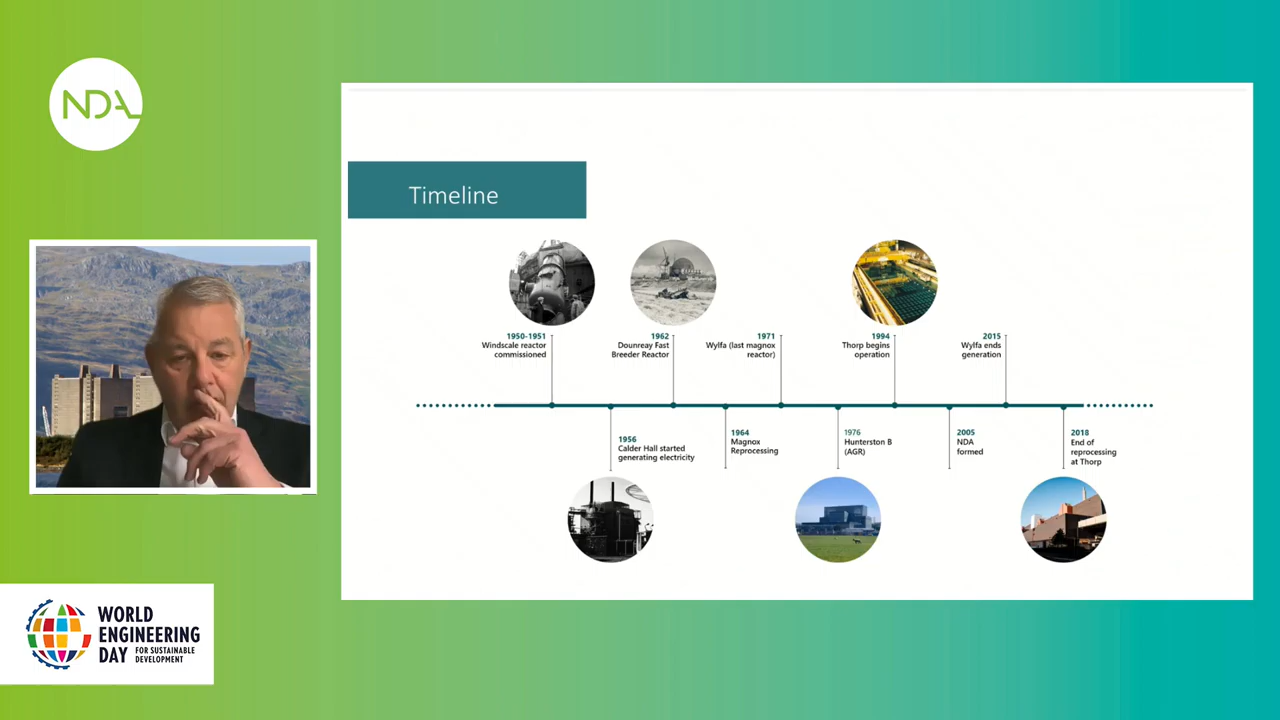 NDA
Timeline
1950-1951
Windscale reactor
commissioned
1962
Dounreay Fast
Breeder Reactor
1971
Wylfa (last magnox
reactor)
1994
Thorp begins
operation
2015
Wylfa ends
generation
1956
Calder Hall started
generating electricity
1964
Magnox
Reprocessing
1976
Hunterston B
(AGR)
2005
NDA
formed
2018
End of
reprocessing
at Thorp
WORLD
ENGINEERING
DAY FOR SUSTAINABLE
DEVELOPMENT